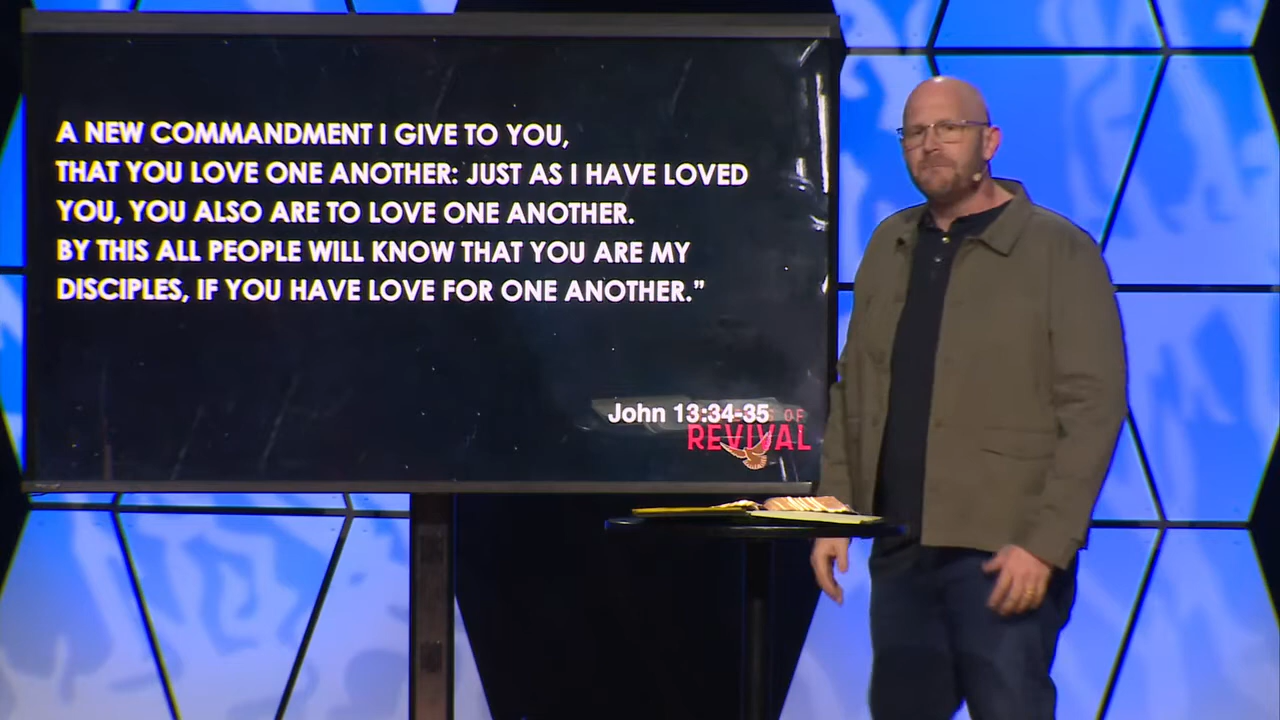 A NEW COMMANDMENT I GIVE TO YOU,
THAT YOU LOVE ONE ANOTHER: JUST AS I HAVE LOVED
YOU, YOU ALSO ARE TO LOVE ONE ANOTHER.
BY THIS ALL PEOPLE WILL KNOW THAT YOU ARE MY
DISCIPLES, IF YOU HAVE LOVE FOR ONE ANOTHER.”
John 13:34-35
OF
REVIVAL